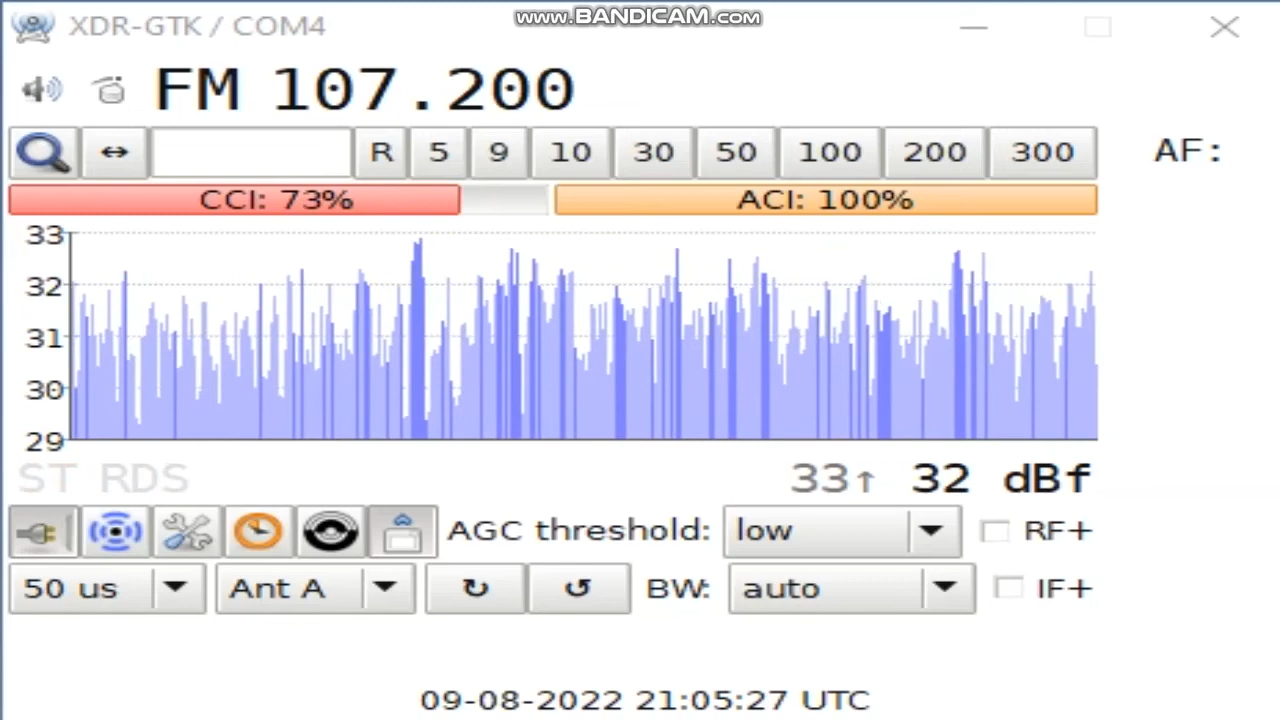 www.BANDICAM.com
XDR-GTK / COM4
FM 107.200
↔ R 5 9 10 30 50 100 200 300 AF:
CCI: 73% ACI: 100%
33
32
31
30
29
ST RDS 33↑ 32 dBf
AGC threshold: low RF+
50 us Ant A ↻ ↺ BW: auto IF+
09-08-2022 21:05:27 UTC